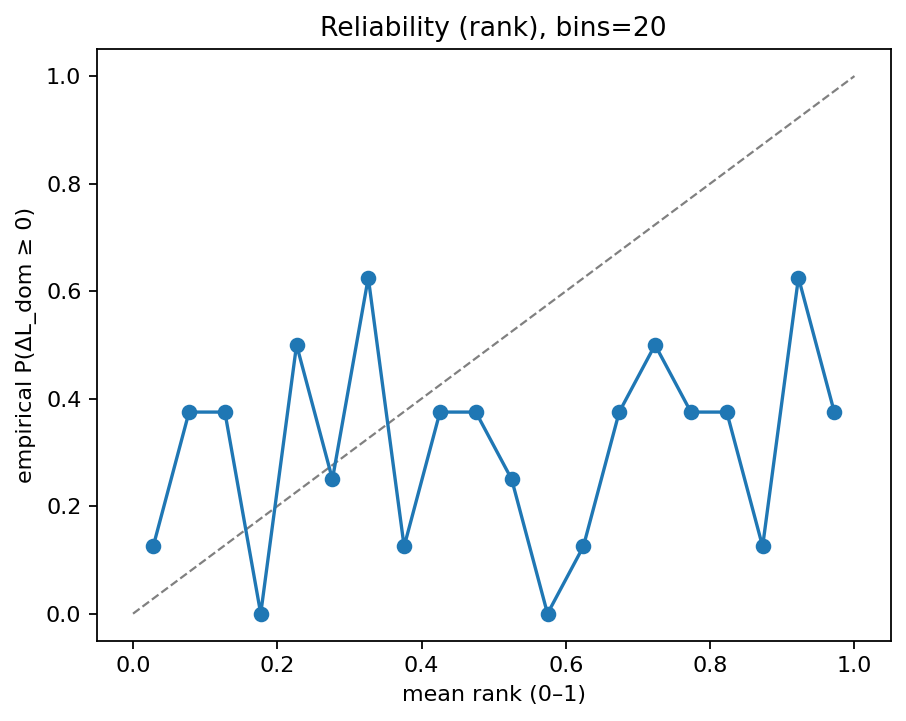 Reliability (rank), bins=20
empirical P(ΔL_dom ≥ 0)
1.0
0.8
0.6
0.4
0.2
0.0
0.0 0.2 0.4 0.6 0.8 1.0
mean rank (0–1)